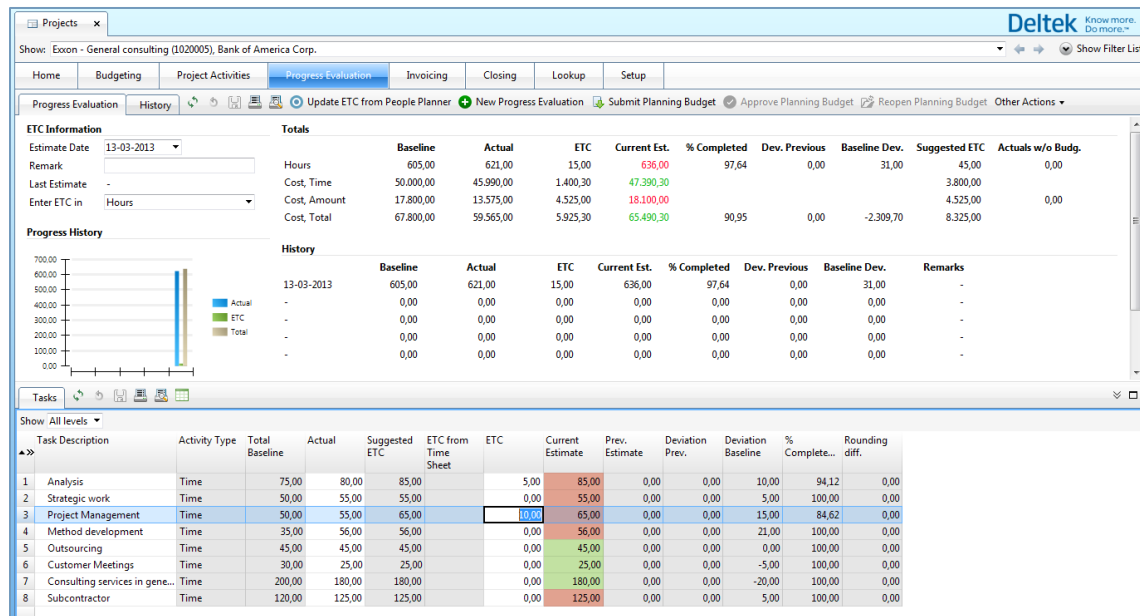 Projects x
Deltek Know more. Do more.™
Show: Exxon - General consulting (1020005), Bank of America Corp. Show Filter List
Home Budgeting Project Activities Progress Evaluation Invoicing Closing Lookup Setup
Progress Evaluation History Update ETC from People Planner New Progress Evaluation Submit Planning Budget Approve Planning Budget Reopen Planning Budget Other Actions
ETC Information
Estimate Date 13-03-2013
Remark
Last Estimate -
Enter ETC in Hours
Totals
Baseline Actual ETC Current Est. % Completed Dev. Previous Baseline Dev. Suggested ETC Actuals w/o Budg.
Hours 605,00 621,00 15,00 636,00 97,64 0,00 31,00 45,00 0,00
Cost, Time 50.000,00 45.990,00 1.400,30 47.390,30 3.800,00
Cost, Amount 17.800,00 13.575,00 4.525,00 18.100,00 4.525,00 0,00
Cost, Total 67.800,00 59.565,00 5.925,30 65.490,30 90,95 0,00 -2.309,70 8.325,00
Progress History
700.00
600.00
500.00
400.00
300.00
200.00
100.00
0.00
Actual
ETC
Total
History
Baseline Actual ETC Current Est. % Completed Dev. Previous Baseline Dev. Remarks
13-03-2013 605,00 621,00 15,00 636,00 97,64 0,00 31,00 -
- 0,00 0,00 0,00 0,00 0,00 0,00 0,00 -
- 0,00 0,00 0,00 0,00 0,00 0,00 0,00 -
- 0,00 0,00 0,00 0,00 0,00 0,00 0,00 -
- 0,00 0,00 0,00 0,00 0,00 0,00 0,00 -
Tasks
Show All levels
Task Description Activity Type Total Baseline Actual Suggested ETC ETC from Time Sheet ETC Current Estimate Prev. Estimate Deviation Prev. Deviation Baseline % Complete... Rounding diff.
1 Analysis Time 75,00 80,00 85,00 5,00 85,00 0,00 0,00 10,00 94,12 0,00
2 Strategic work Time 50,00 55,00 55,00 0,00 55,00 0,00 0,00 5,00 100,00 0,00
3 Project Management Time 50,00 55,00 65,00 10,00 65,00 0,00 0,00 15,00 84,62 0,00
4 Method development Time 35,00 56,00 56,00 0,00 56,00 0,00 0,00 21,00 100,00 0,00
5 Outsourcing Time 45,00 45,00 45,00 0,00 45,00 0,00 0,00 0,00 100,00 0,00
6 Customer Meetings Time 30,00 25,00 25,00 0,00 25,00 0,00 0,00 -5,00 100,00 0,00
7 Consulting services in gene... Time 200,00 180,00 180,00 0,00 180,00 0,00 0,00 -20,00 100,00 0,00
8 Subcontractor Time 120,00 125,00 125,00 0,00 125,00 0,00 0,00 5,00 100,00 0,00